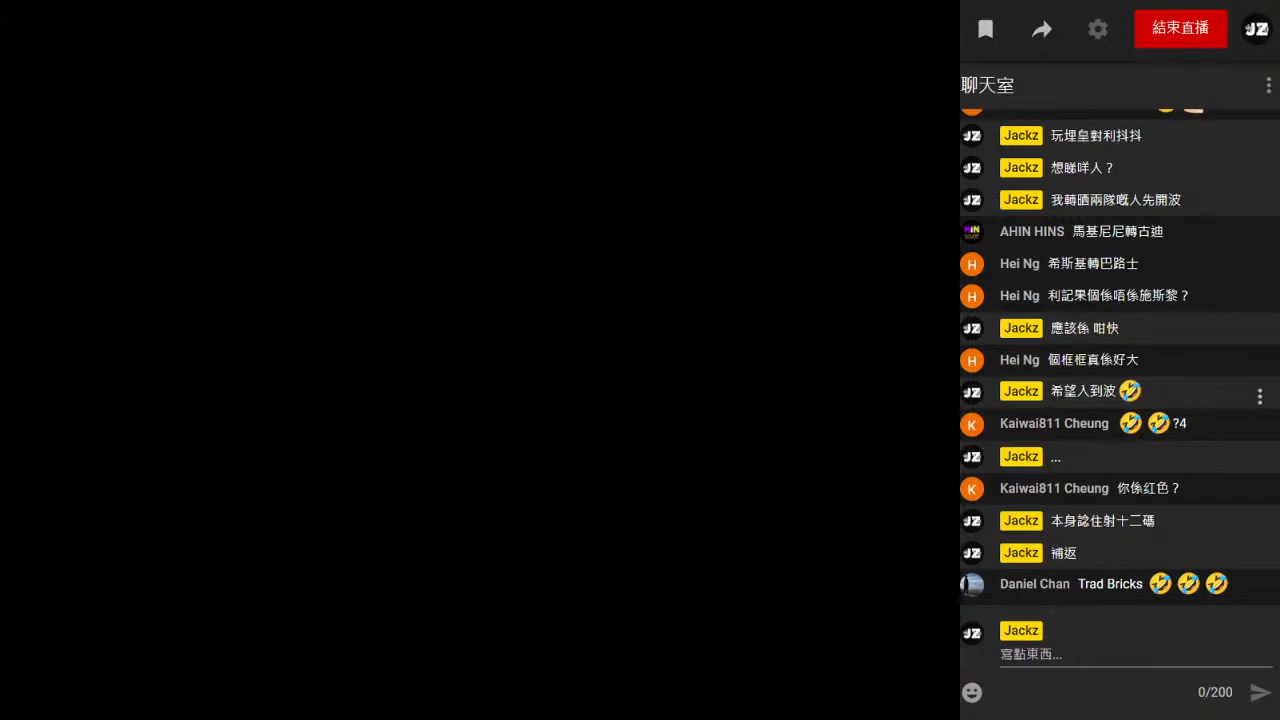 結束直播
JZ
聊天室
Jackz 玩埋皇對利抖抖
Jackz 想睇咩人？
Jackz 我轉晒兩隊嘅人先開波
AHIN HINS 馬基尼尼轉古迪
Hei Ng 希斯基轉巴路士
Hei Ng 利記果個係唔係施斯黎？
Jackz 應該係 咁快
Hei Ng 個框框真係好大
Jackz 希望入到波🤣
Kaiwai811 Cheung 🤣🤣?4
Jackz ...
Kaiwai811 Cheung 你係红色？
Jackz 本身諗住射十二碼
Jackz 補返
Daniel Chan Trad Bricks 🤣🤣🤣
Jackz
寫點東西...
0/200